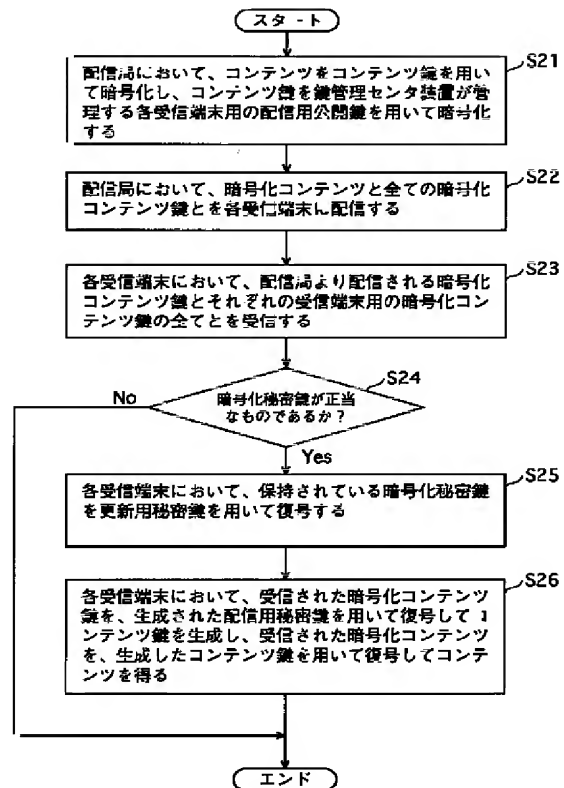 スタート
S21
配信局において、コンテンツをコンテンツ鍵を用い
て暗号化し、コンテンツ鍵を鍵管理センタ装置が管
理する各受信端末用の配信用公開鍵を用いて暗号化
する
S22
配信局において、暗号化コンテンツと全ての暗号化
コンテンツ鍵とを各受信端末に配信する
S23
各受信端末において、配信局より配信される暗号化
コンテンツ鍵とそれぞれの受信端末用の暗号化コン
テンツ鍵の全てとを受信する
S24
暗号化秘密鍵が正当
なものであるか?
No
Yes
S25
各受信端末において、保持されている暗号化秘密鍵
を更新用秘密鍵を用いて復号する
S26
各受信端末において、受信された暗号化コンテンツ
鍵を、生成された配信用秘密鍵を用いて復号してコ
ンテンツ鍵を生成し、受信された暗号化コンテンツ
を、生成したコンテンツ鍵を用いて復号してコンテ
ンツを得る
エンド